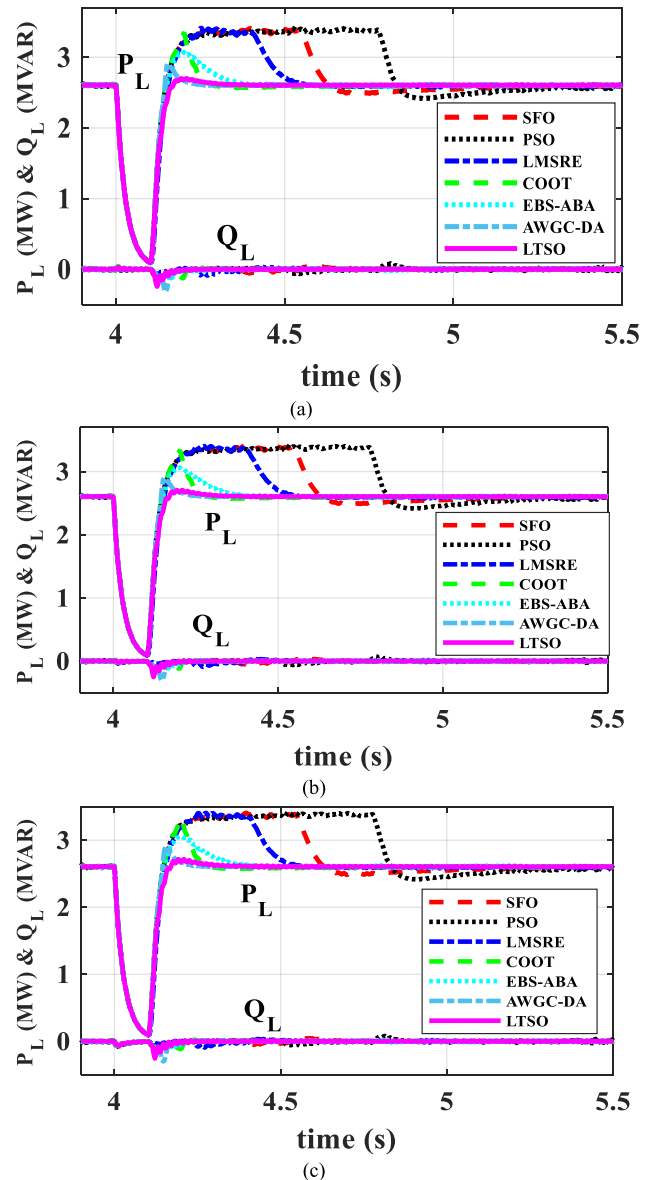 P_L (MW) & Q_L (MVAR)
3
2
1
0
P_L
Q_L
SFO
PSO
LMSRE
COOT
EBS-ABA
AWGC-DA
LTSO
4 4.5 5 5.5
time (s)
(a)
P_L (MW) & Q_L (MVAR)
3
2
1
0
P_L
Q_L
SFO
PSO
LMSRE
COOT
EBS-ABA
AWGC-DA
LTSO
4 4.5 5 5.5
time (s)
(b)
P_L (MW) & Q_L (MVAR)
3
2
1
0
P_L
Q_L
SFO
PSO
LMSRE
COOT
EBS-ABA
AWGC-DA
LTSO
4 4.5 5 5.5
time (s)
(c)